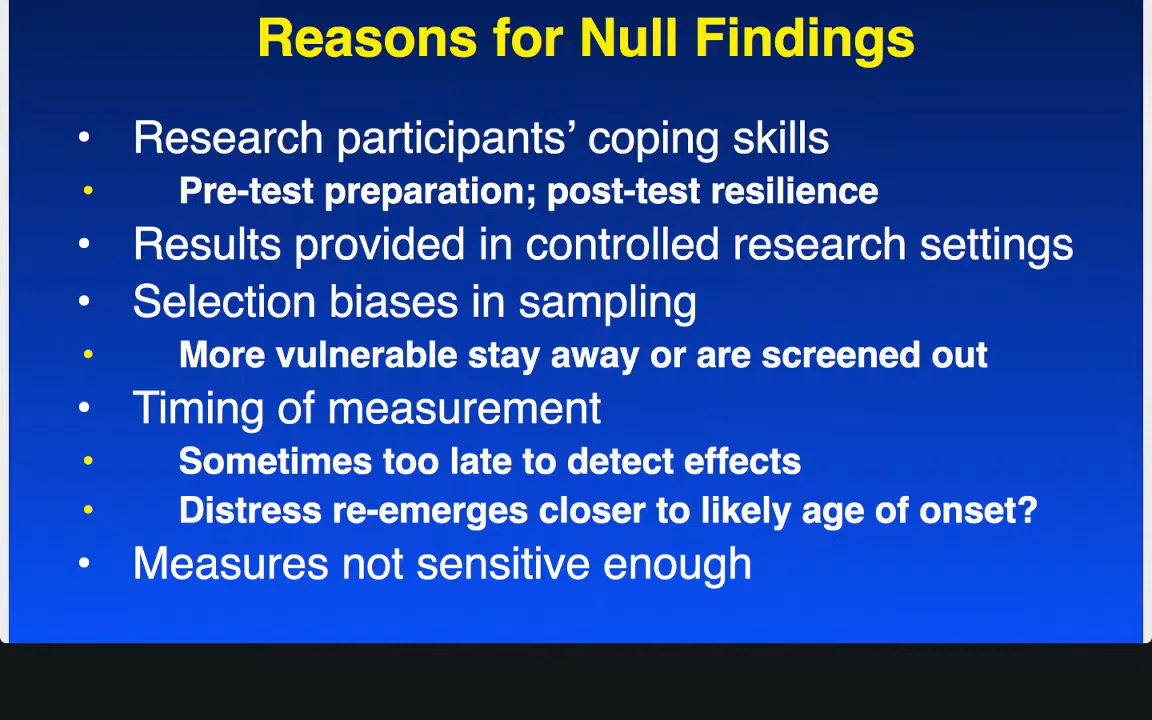 Reasons for Null Findings
• Research participants’ coping skills
• Pre-test preparation; post-test resilience
• Results provided in controlled research settings
• Selection biases in sampling
• More vulnerable stay away or are screened out
• Timing of measurement
• Sometimes too late to detect effects
• Distress re-emerges closer to likely age of onset?
• Measures not sensitive enough